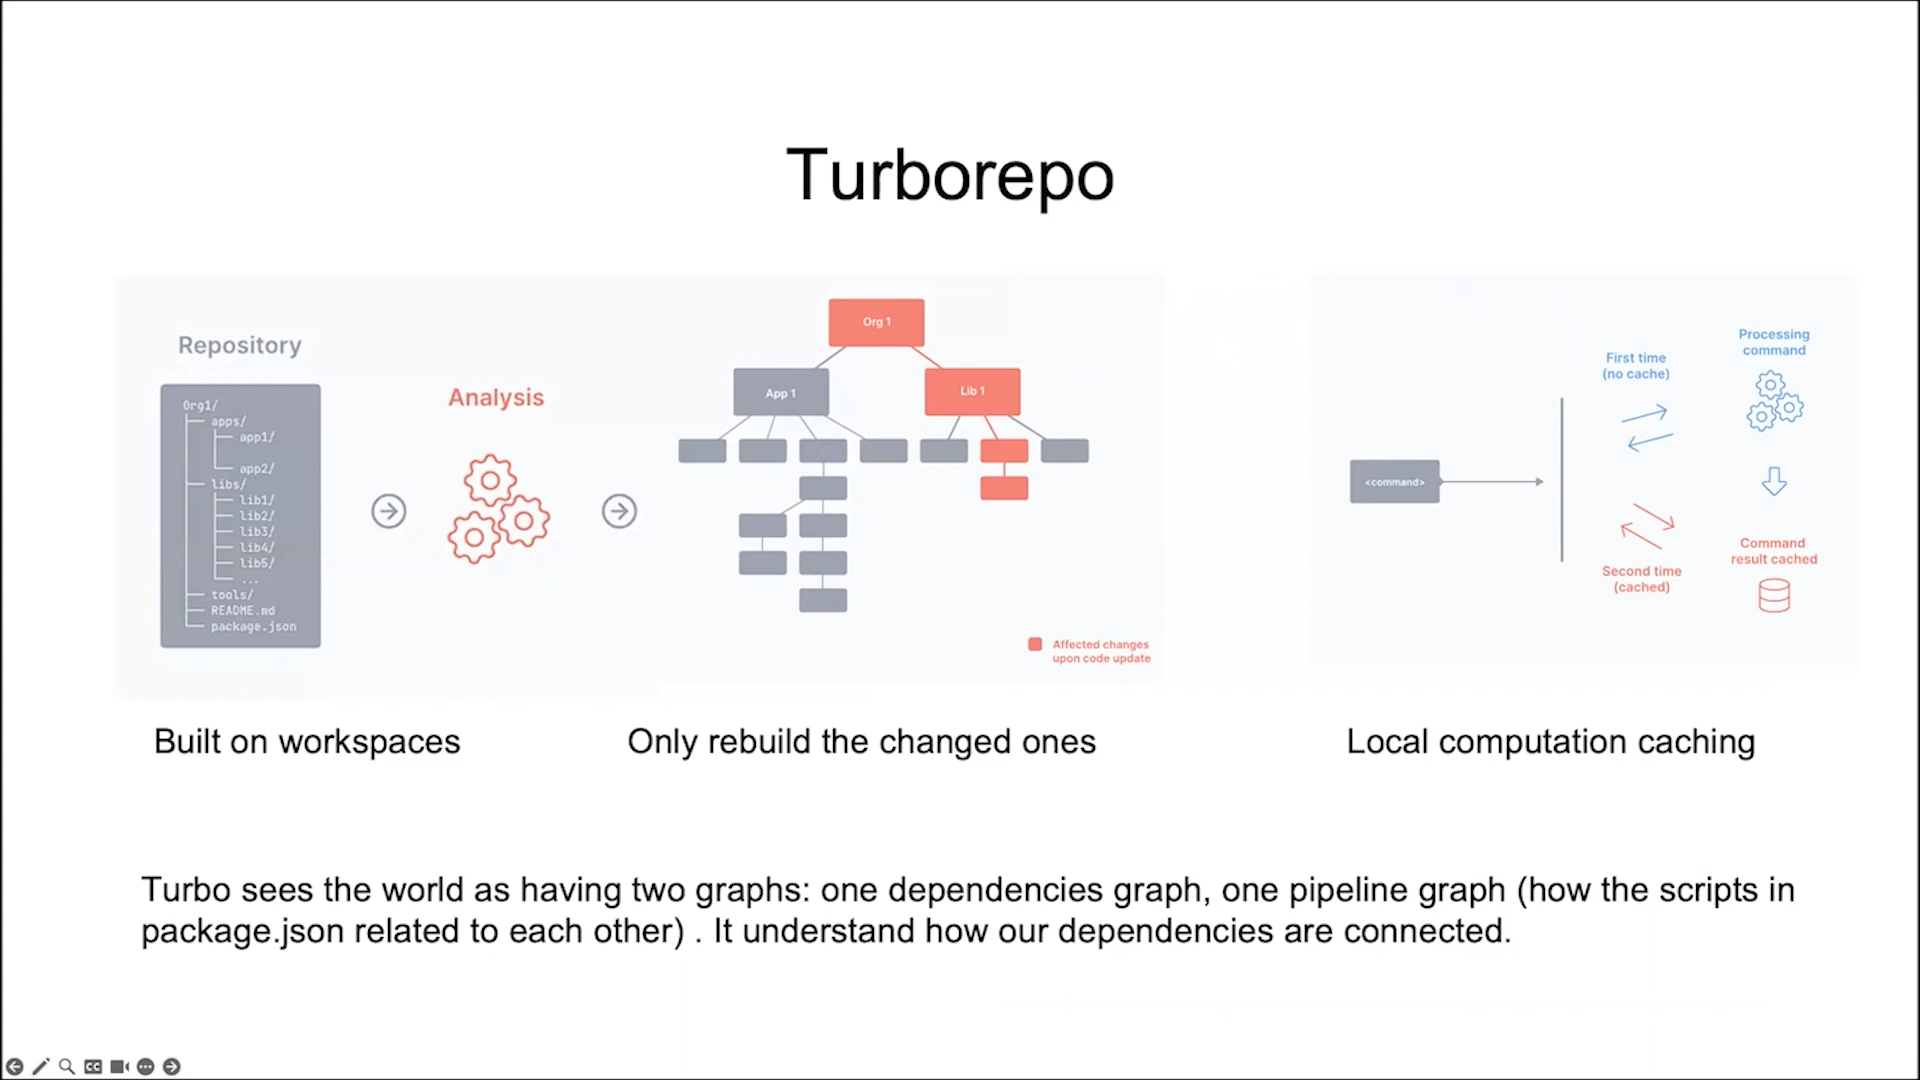 Turborepo
Repository
Org1/
apps/
app1/
app2/
libs/
lib1/
lib2/
lib3/
lib4/
lib5/
...
tools/
README.md
package.json
Analysis
Org 1
App 1
Lib 1
Affected changes
upon code update
<command>
First time
(no cache)
Processing
command
Second time
(cached)
Command
result cached
Built on workspaces
Only rebuild the changed ones
Local computation caching
Turbo sees the world as having two graphs: one dependencies graph, one pipeline graph (how the scripts in
package.json related to each other) . It understand how our dependencies are connected.
CC